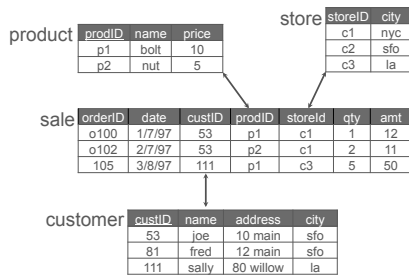 product
prodID name price
p1 bolt 10
p2 nut 5
store
storeID city
c1 nyc
c2 sfo
c3 la
sale
orderID date custID prodID storeId qty amt
o100 1/7/97 53 p1 c1 1 12
o102 2/7/97 53 p2 c1 2 11
105 3/8/97 111 p1 c3 5 50
customer
custID name address city
53 joe 10 main sfo
81 fred 12 main sfo
111 sally 80 willow la